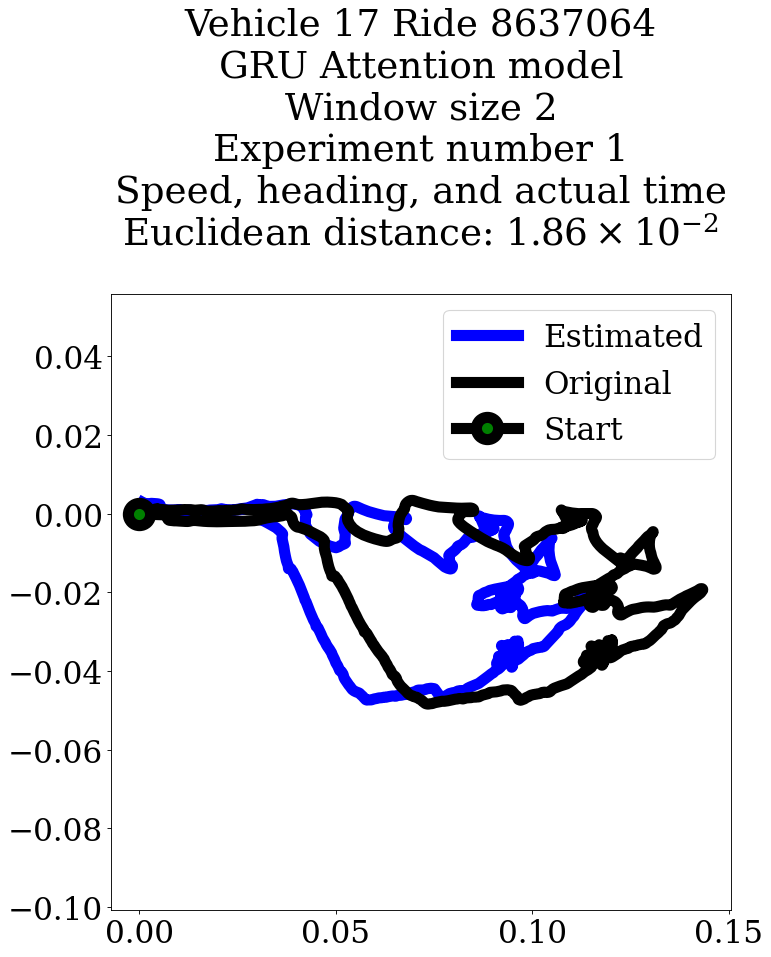 Vehicle 17 Ride 8637064
GRU Attention model
Window size 2
Experiment number 1
Speed, heading, and actual time
Euclidean distance: 1.86 × 10⁻²
Estimated
Original
Start
0.04
0.02
0.00
−0.02
−0.04
−0.06
−0.08
−0.10
0.00 0.05 0.10 0.15